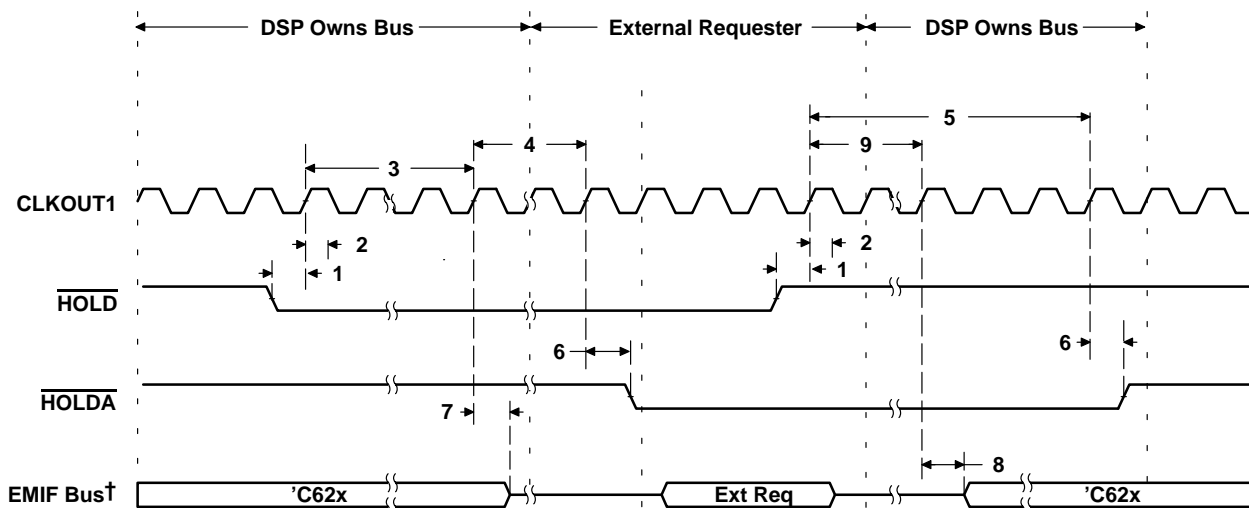 DSP Owns Bus External Requester DSP Owns Bus
5
4 9
3
CLKOUT1
2 2
1 1
HOLD
6 6
HOLDA
7
8
EMIF Bus† ’C62x Ext Req ’C62x